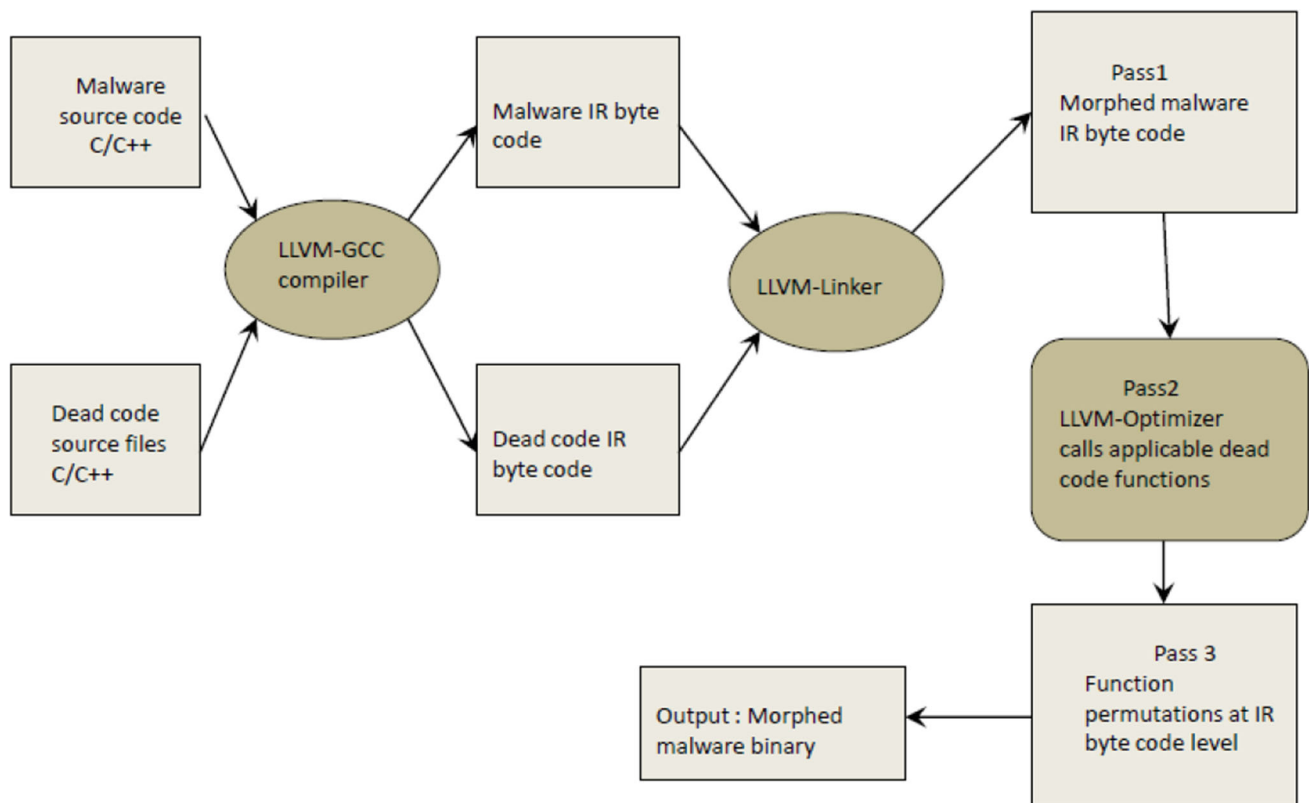 Malware
source code
C/C++
LLVM-GCC
compiler
Dead code
source files
C/C++
Malware IR byte
code
Dead code IR
byte code
LLVM-Linker
Pass1
Morphed malware
IR byte code
Pass2
LLVM-Optimizer
calls applicable dead
code functions
Pass 3
Function
permutations at IR
byte code level
Output : Morphed
malware binary